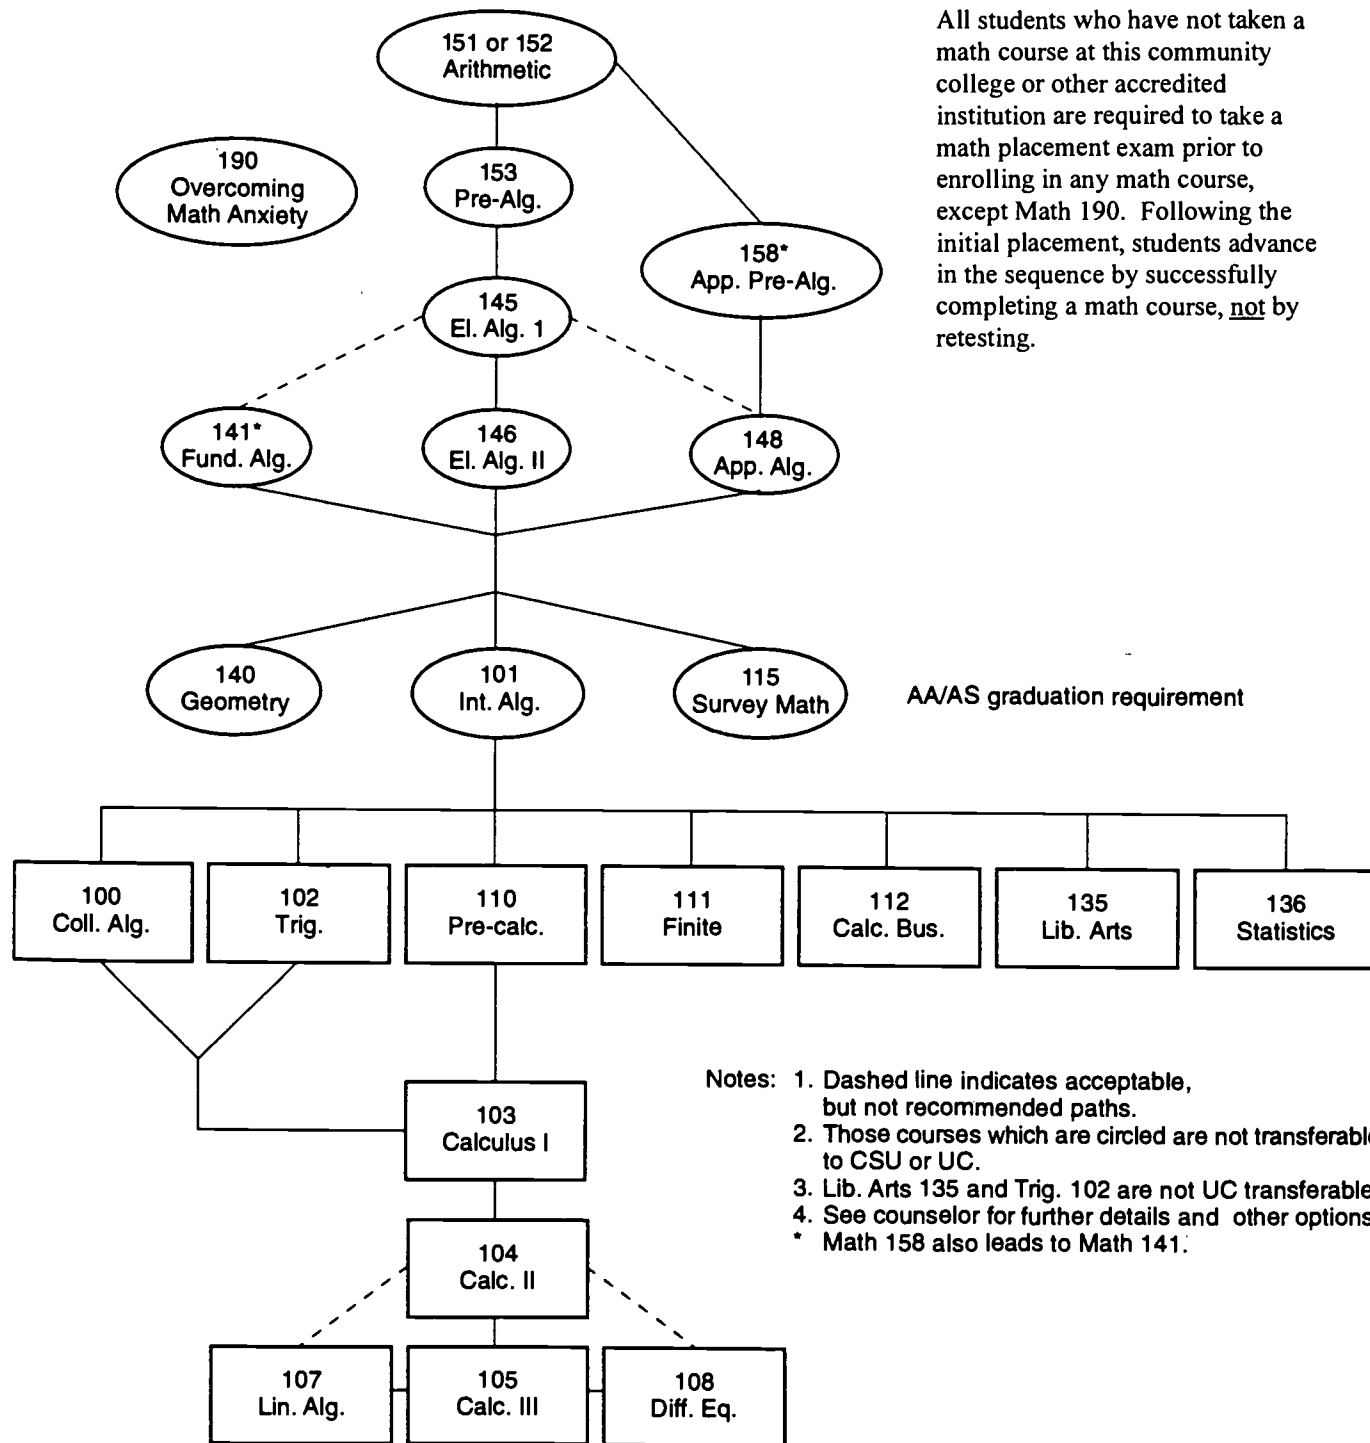 151 or 152
Arithmetic
All students who have not taken a
math course at this community
college or other accredited
institution are required to take a
math placement exam prior to
enrolling in any math course,
except Math 190. Following the
initial placement, students advance
in the sequence by successfully
completing a math course, not by
retesting.
190
Overcoming
Math Anxiety
153
Pre-Alg.
158*
App. Pre-Alg.
145
El. Alg. 1
141*
Fund. Alg.
146
El. Alg. II
148
App. Alg.
140
Geometry
101
Int. Alg.
115
Survey Math
AA/AS graduation requirement
100
Coll. Alg.
102
Trig.
110
Pre-calc.
111
Finite
112
Calc. Bus.
135
Lib. Arts
136
Statistics
103
Calculus I
Notes: 1. Dashed line indicates acceptable,
but not recommended paths.
2. Those courses which are circled are not transferable
to CSU or UC.
3. Lib. Arts 135 and Trig. 102 are not UC transferable
4. See counselor for further details and other options
* Math 158 also leads to Math 141.
104
Calc. II
107
Lin. Alg.
105
Calc. III
108
Diff. Eq.